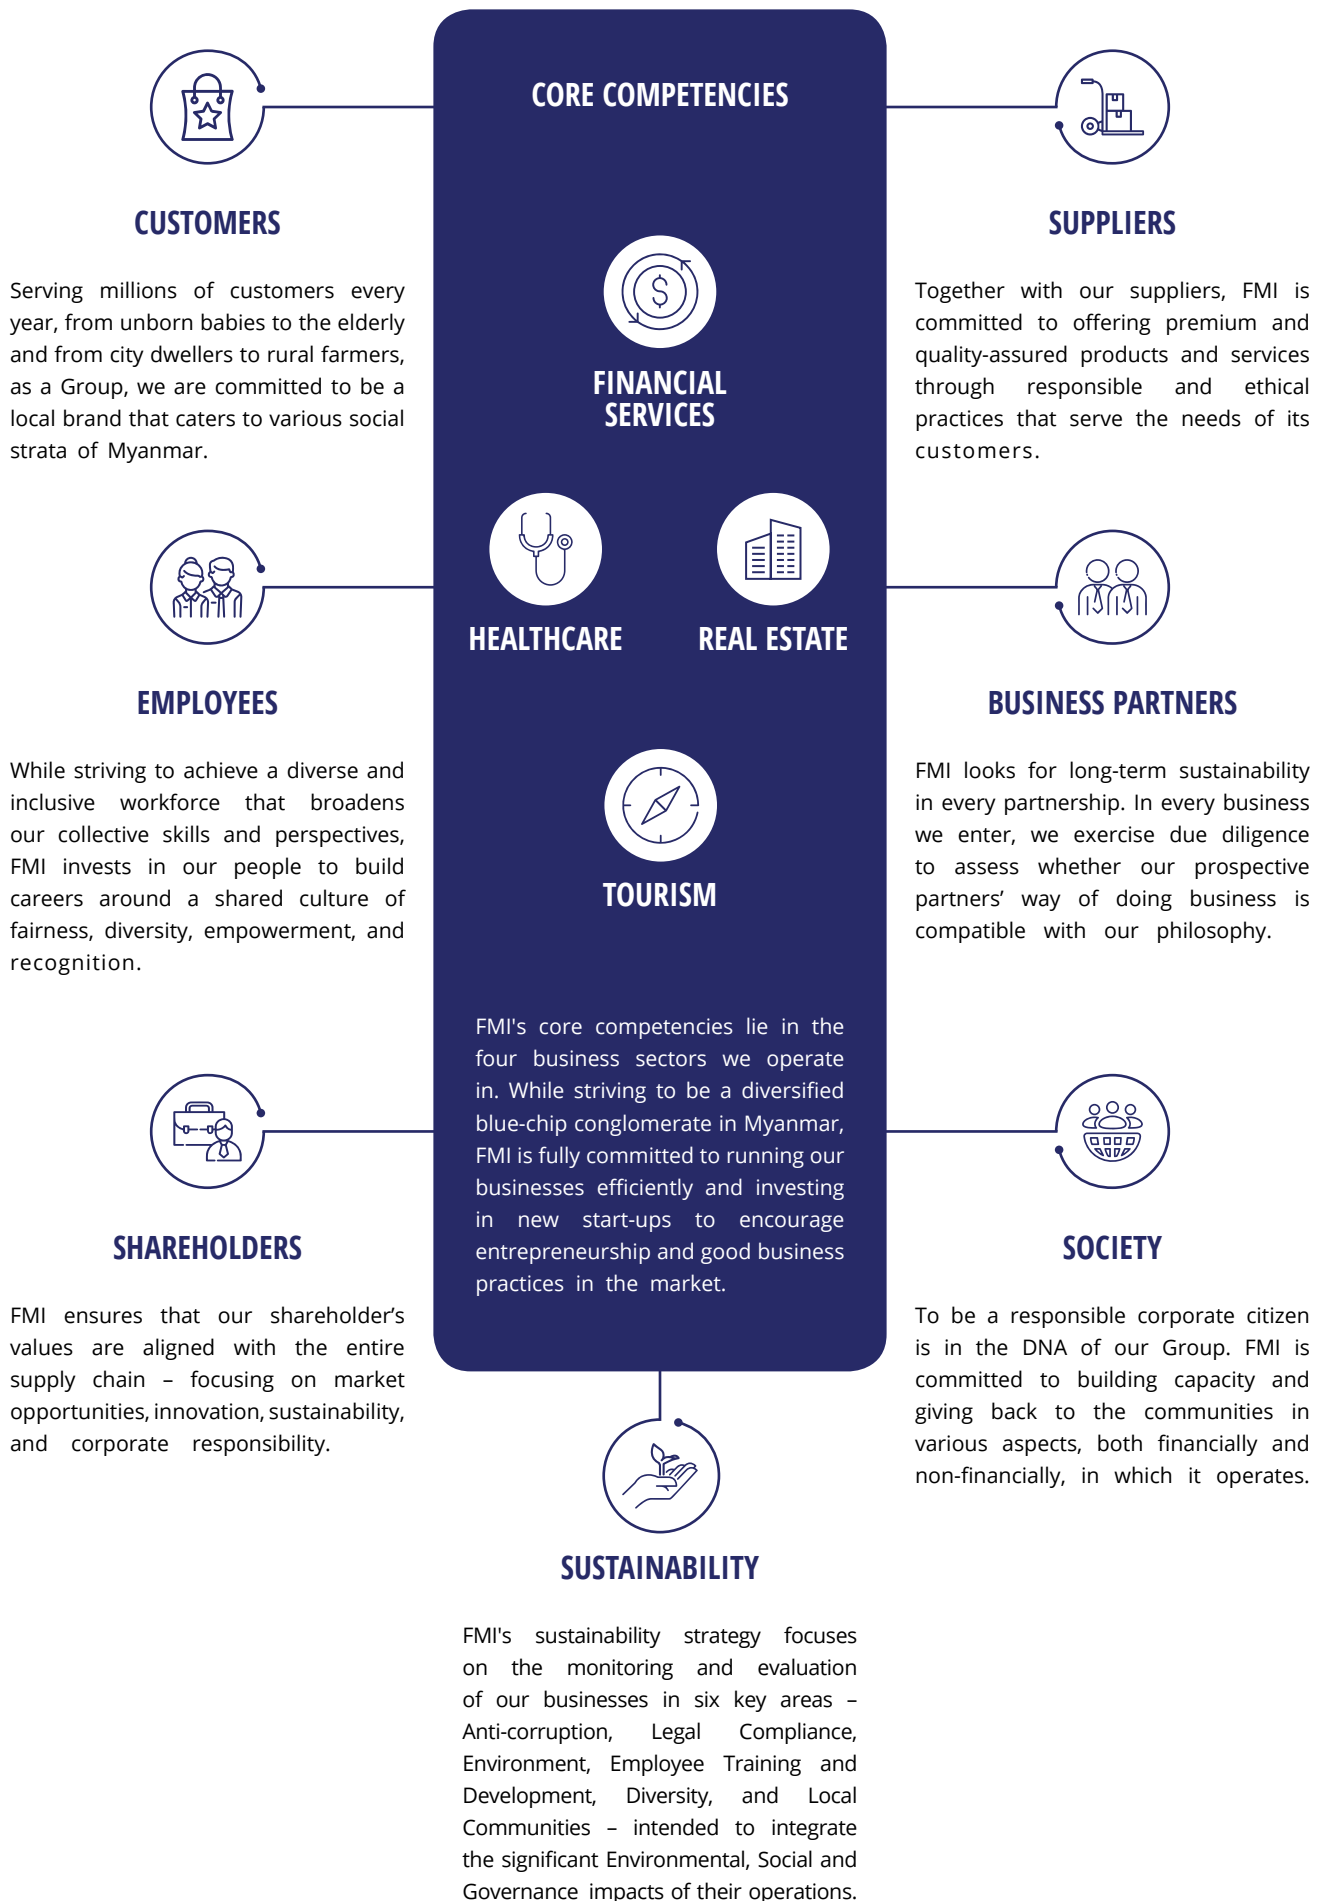 CORE COMPETENCIES
FINANCIAL
SERVICES
HEALTHCARE
REAL ESTATE
TOURISM
FMI's core competencies lie in the
four business sectors we operate
in. While striving to be a diversified
blue-chip conglomerate in Myanmar,
FMI is fully committed to running our
businesses efficiently and investing
in new start-ups to encourage
entrepreneurship and good business
practices in the market.
CUSTOMERS
Serving millions of customers every
year, from unborn babies to the elderly
and from city dwellers to rural farmers,
as a Group, we are committed to be a
local brand that caters to various social
strata of Myanmar.
EMPLOYEES
While striving to achieve a diverse and
inclusive workforce that broadens
our collective skills and perspectives,
FMI invests in our people to build
careers around a shared culture of
fairness, diversity, empowerment, and
recognition.
SHAREHOLDERS
FMI ensures that our shareholder’s
values are aligned with the entire
supply chain – focusing on market
opportunities, innovation, sustainability,
and corporate responsibility.
SUPPLIERS
Together with our suppliers, FMI is
committed to offering premium and
quality-assured products and services
through responsible and ethical
practices that serve the needs of its
customers.
BUSINESS PARTNERS
FMI looks for long-term sustainability
in every partnership. In every business
we enter, we exercise due diligence
to assess whether our prospective
partners’ way of doing business is
compatible with our philosophy.
SOCIETY
To be a responsible corporate citizen
is in the DNA of our Group. FMI is
committed to building capacity and
giving back to the communities in
various aspects, both financially and
non-financially, in which it operates.
SUSTAINABILITY
FMI's sustainability strategy focuses
on the monitoring and evaluation
of our businesses in six key areas –
Anti-corruption, Legal Compliance,
Environment, Employee Training and
Development, Diversity, and Local
Communities – intended to integrate
the significant Environmental, Social and
Governance impacts of their operations.